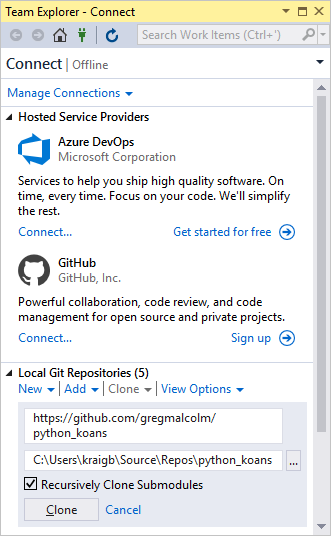 Team Explorer - Connect
Search Work Items (Ctrl+')
Connect | Offline
Manage Connections
Hosted Service Providers
Azure DevOps
Microsoft Corporation
Services to help you ship high quality software. On
time, every time. Focus on your code. We'll simplify
the rest.
Connect... Get started for free
GitHub
GitHub, Inc.
Powerful collaboration, code review, and code
management for open source and private projects.
Connect... Sign up
Local Git Repositories (5)
New | Add | Clone | View Options
https://github.com/gregmalcolm/
python_koans
C:\Users\kraigb\Source\Repos\python_koans ...
Recursively Clone Submodules
Clone Cancel